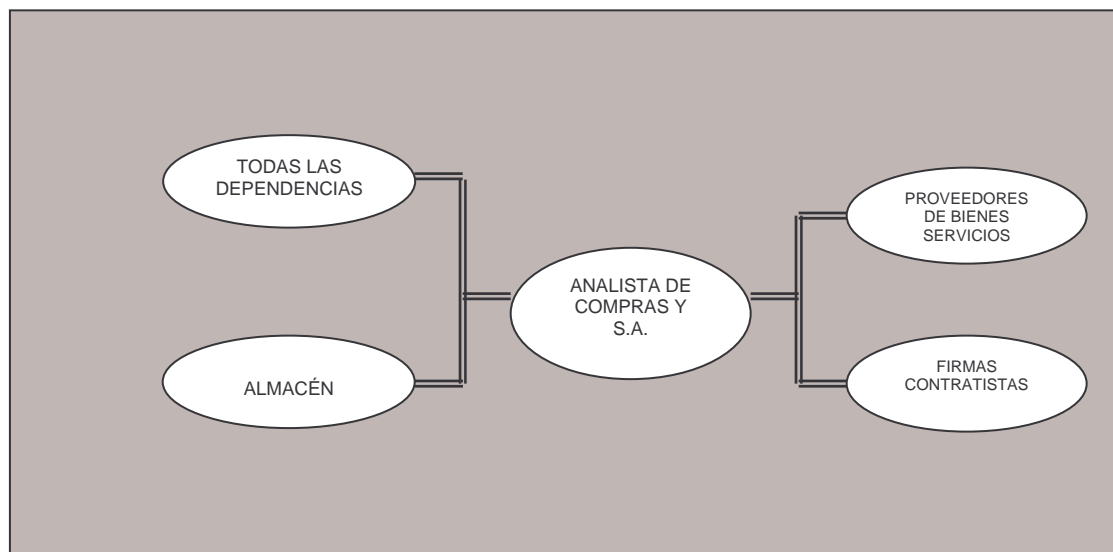 TODAS LAS
DEPENDENCIAS
ALMACÉN
ANALISTA DE
COMPRAS Y
S.A.
PROVEEDORES
DE BIENES
SERVICIOS
FIRMAS
CONTRATISTAS